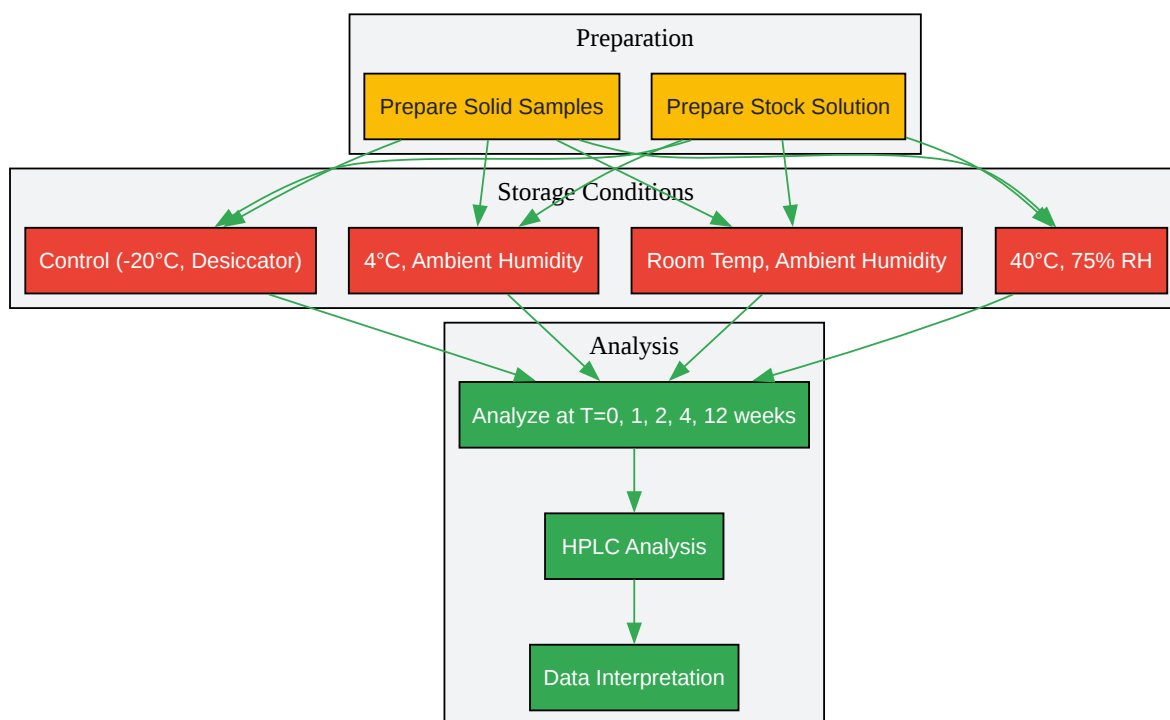 Preparation
Prepare Solid Samples
Prepare Stock Solution
Storage Conditions
Control (-20°C, Desiccator)
4°C, Ambient Humidity
Room Temp, Ambient Humidity
40°C, 75% RH
Analysis
Analyze at T=0, 1, 2, 4, 12 weeks
HPLC Analysis
Data Interpretation